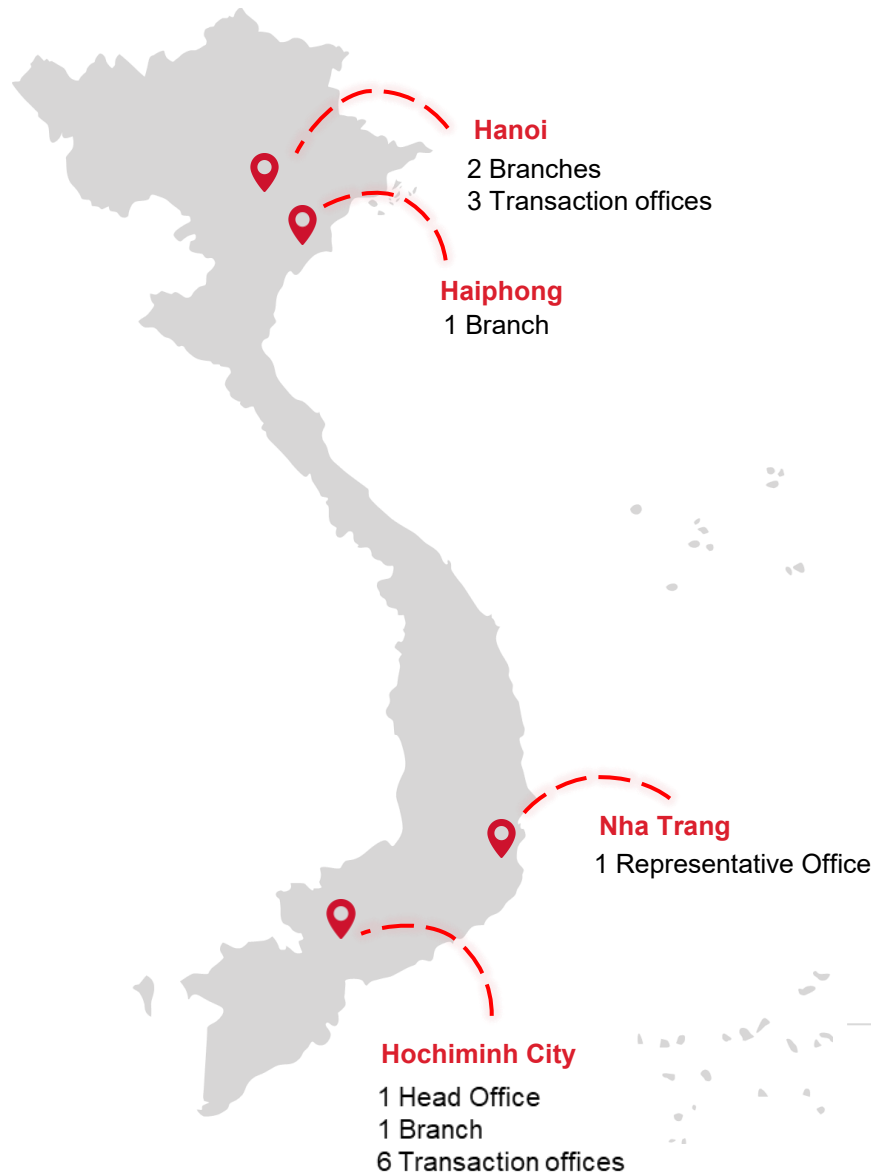 Hanoi
2 Branches
3 Transaction offices
Haiphong
1 Branch
Nha Trang
1 Representative Office
Hochiminh City
1 Head Office
1 Branch
6 Transaction offices